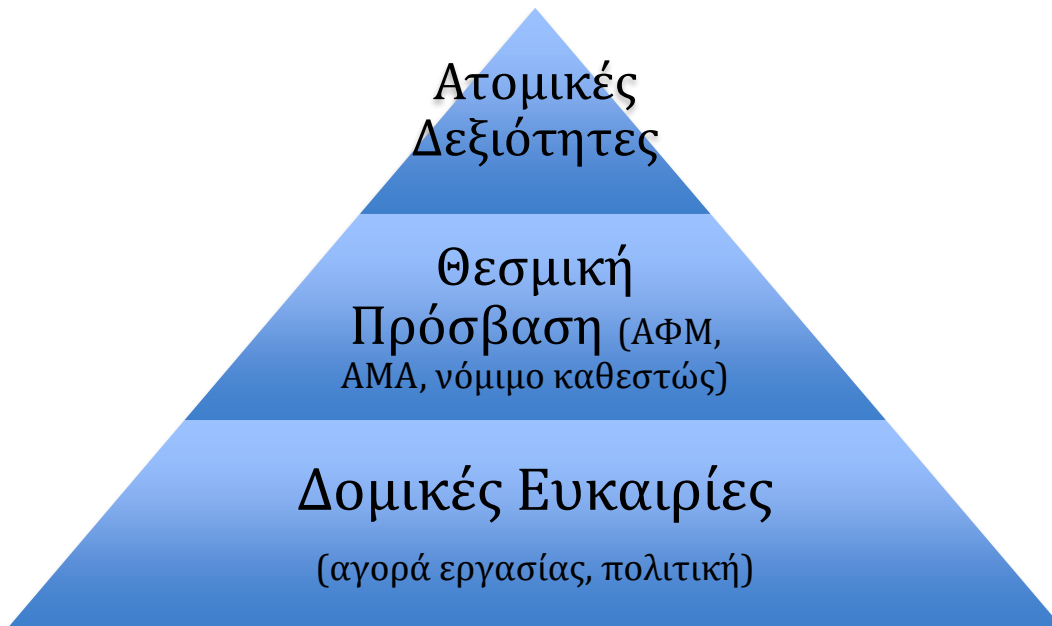 Ατομικές
Δεξιότητες
Θεσμική
Πρόσβαση (ΑΦΜ,
ΑΜΑ, νόμιμο καθεστώς)
Δομικές Ευκαιρίες
(αγορά εργασίας, πολιτική)